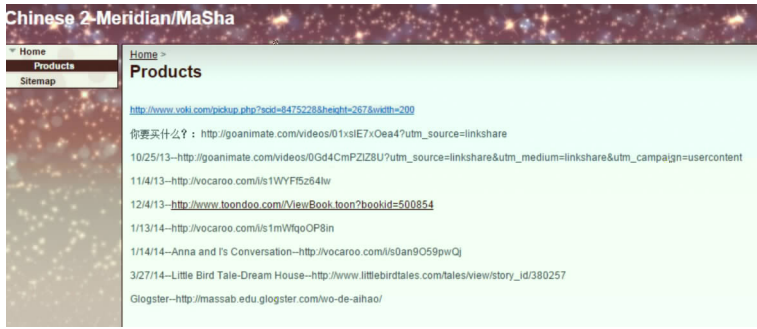 Chinese 2-Meridian/MaSha
Home
Products
Sitemap
Home >
Products
http://www.voki.com/pickup.php?scid=8475228&height=267&width=200
你要买什么？：http://goanimate.com/videos/01xslE7xOea4?utm_source=linkshare
10/25/13--http://goanimate.com/videos/0Gd4CmPZlZ8U?utm_source=linkshare&utm_medium=linkshare&utm_campaign=usercontent
11/4/13--http://vocaroo.com/i/s1WYFf5z64Iw
12/4/13--http://www.toondoo.com//ViewBook.toon?bookid=500854
1/13/14--http://vocaroo.com/i/s1mWfqoOP8in
1/14/14--Anna and I's Conversation--http://vocaroo.com/i/s0an9O59pwQj
3/27/14--Little Bird Tale-Dream House--http://www.littlebirdtales.com/tales/view/story_id/380257
Glogster--http://massab.edu.glogster.com/wo-de-aihao/